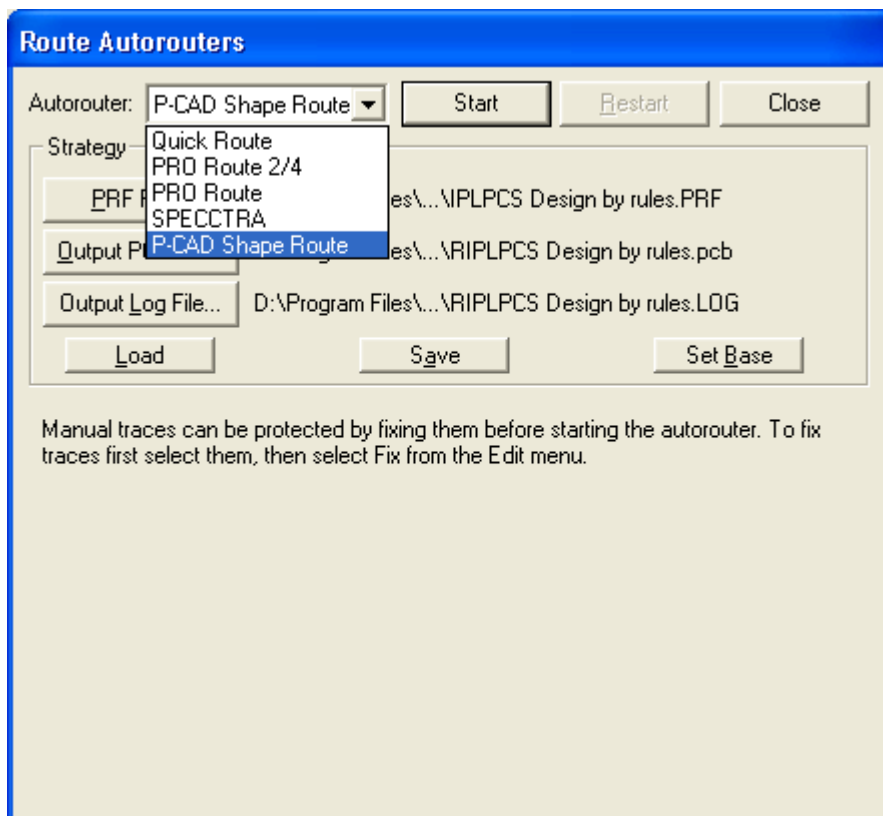 Route Autorouters
Autorouter: P-CAD Shape Route Start Restart Close
Strategy
Quick Route
PRO Route 2/4
PRO Route
SPECCTRA
P-CAD Shape Route
PRF es\...\IPLPCS Design by rules.PRF
Output P es\...\RIPLPCS Design by rules.pcb
Output Log File... D:\Program Files\...\RIPLPCS Design by rules.LOG
Load Save Set Base
Manual traces can be protected by fixing them before starting the autorouter. To fix
traces first select them, then select Fix from the Edit menu.